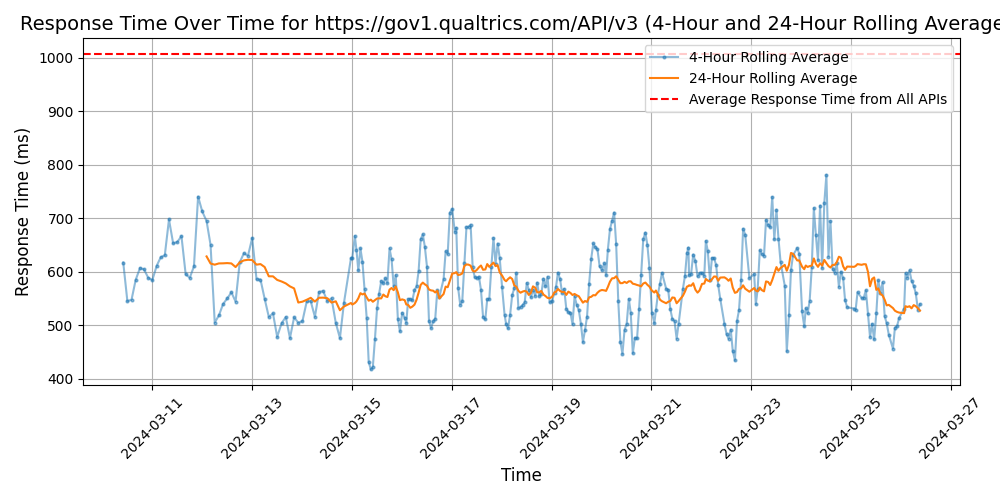 Response Time Over Time for https://gov1.qualtrics.com/API/v3 (4-Hour and 24-Hour Rolling Average
Response Time (ms)
1000
900
800
700
600
500
400
4-Hour Rolling Average
24-Hour Rolling Average
Average Response Time from All APIs
2024-03-11
2024-03-13
2024-03-15
2024-03-17
2024-03-19
2024-03-21
2024-03-23
2024-03-25
2024-03-27
Time